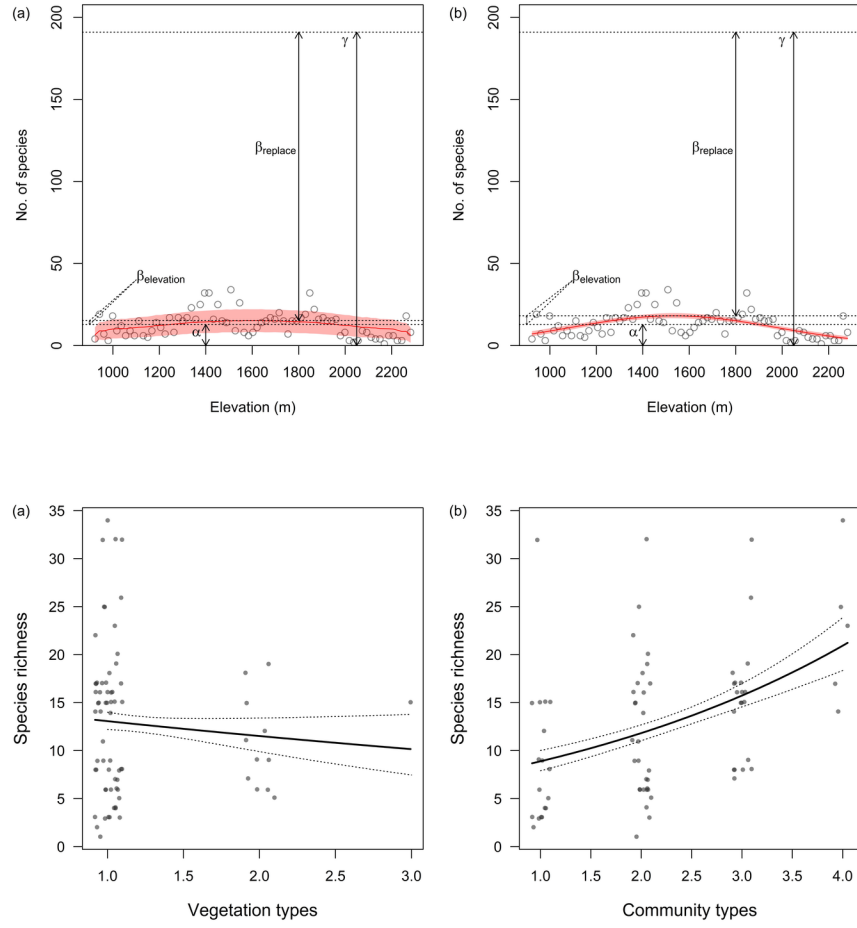 (a)
200
150
100
50
0
No. of species
γ
βreplace
βelevation
α
1000 1200 1400 1600 1800 2000 2200
Elevation (m)
(b)
200
150
100
50
0
No. of species
γ
βreplace
βelevation
α
1000 1200 1400 1600 1800 2000 2200
Elevation (m)
(a)
35
30
25
20
15
10
5
0
Species richness
1.0 1.5 2.0 2.5 3.0
Vegetation types
(b)
35
30
25
20
15
10
5
0
Species richness
1.0 1.5 2.0 2.5 3.0 3.5 4.0
Community types